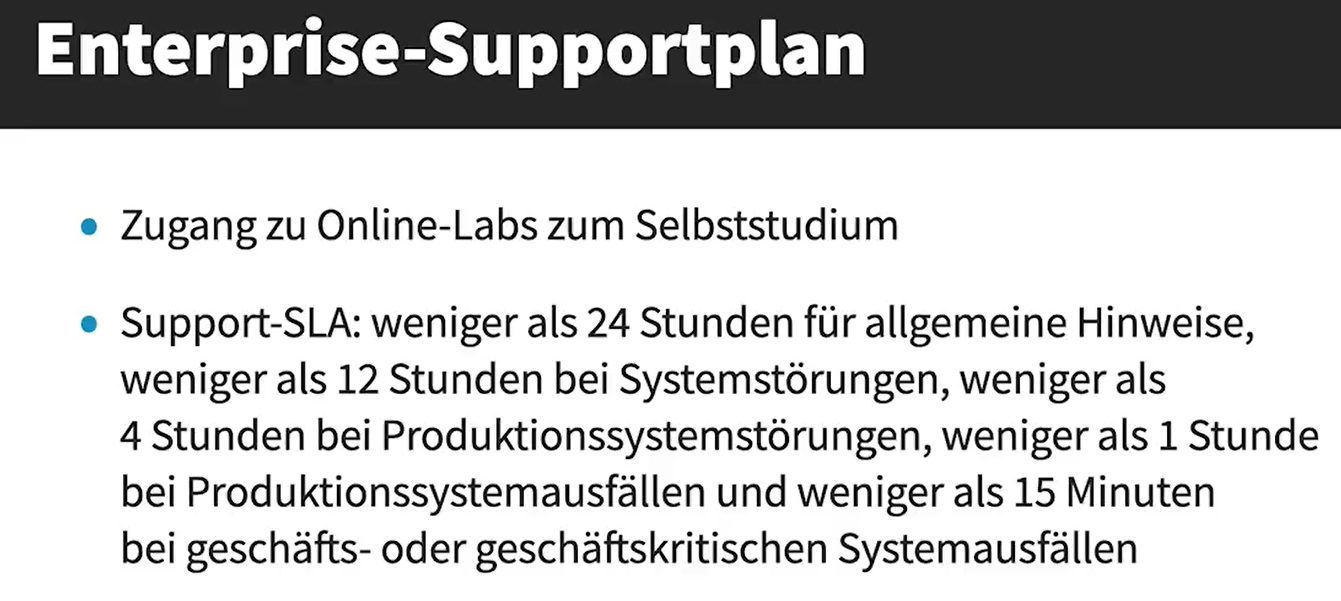 Enterprise-Supportplan
• Zugang zu Online-Labs zum Selbststudium
• Support-SLA: weniger als 24 Stunden für allgemeine Hinweise,
weniger als 12 Stunden bei Systemstörungen, weniger als
4 Stunden bei Produktionssystemstörungen, weniger als 1 Stunde
bei Produktionssystemausfällen und weniger als 15 Minuten
bei geschäfts- oder geschäftskritischen Systemausfällen